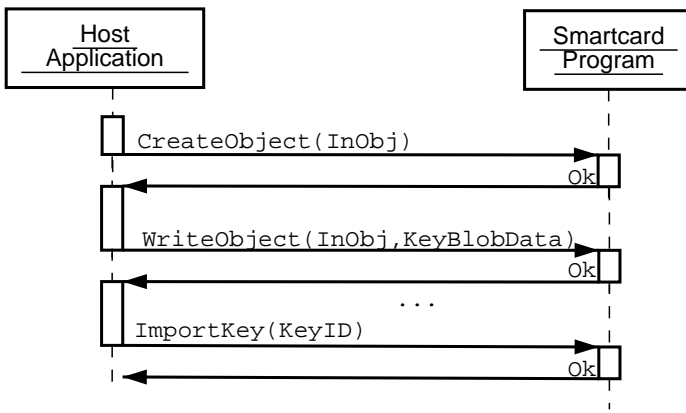 Host
Application
Smartcard
Program
CreateObject(InObj)
Ok
WriteObject(InObj,KeyBlobData)
Ok
...
ImportKey(KeyID)
Ok